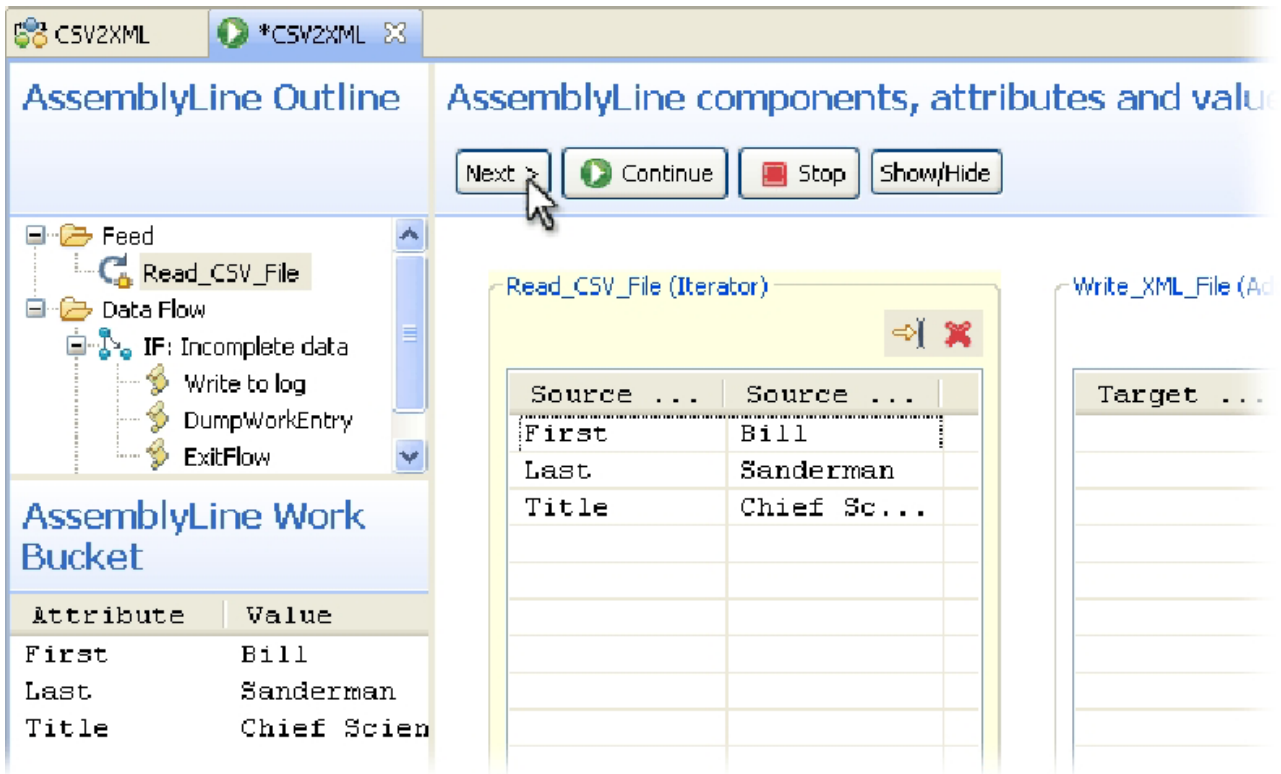 CSV2XML
*CSV2XML
AssemblyLine Outline
AssemblyLine components, attributes and valu
Next >
Continue
Stop
Show/Hide
Feed
Read_CSV_File
Data Flow
IF: Incomplete data
Write to log
DumpWorkEntry
ExitFlow
AssemblyLine Work
Bucket
Attribute Value
First Bill
Last Sanderman
Title Chief Scien
Read_CSV_File (Iterator)
Source ... Source ...
First Bill
Last Sanderman
Title Chief Sc...
Write_XML_File (Ad
Target ...